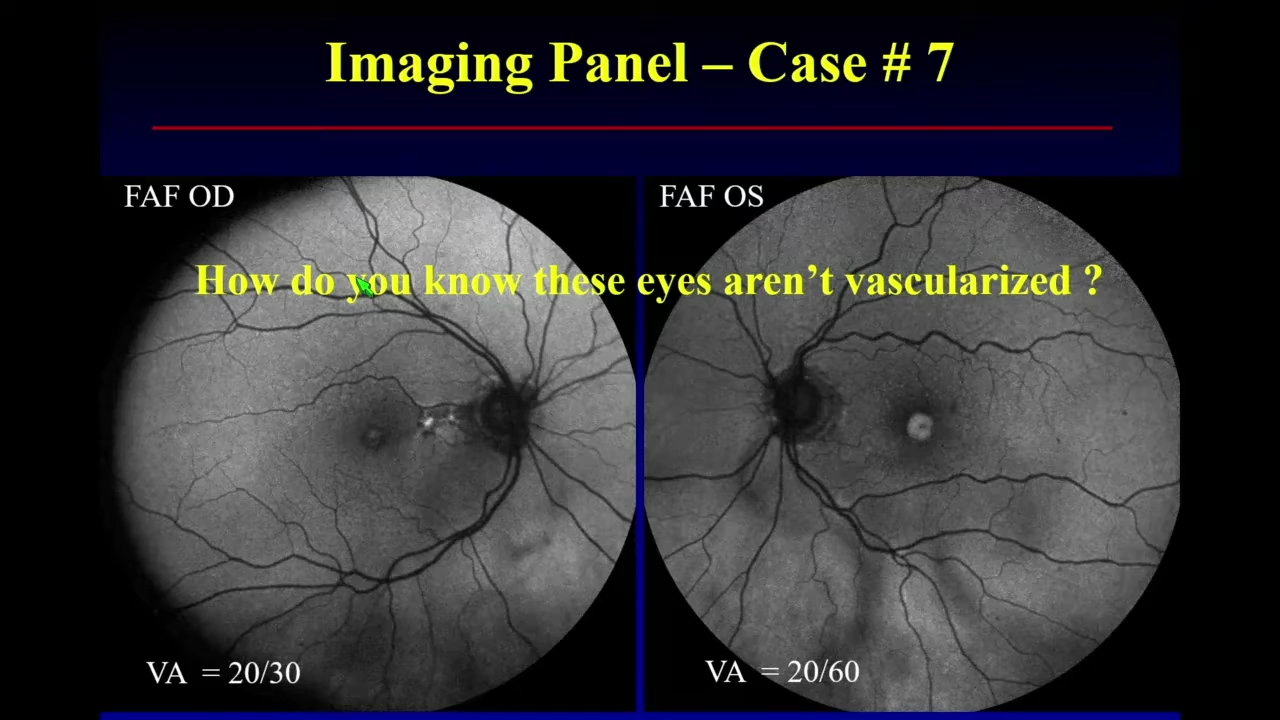 Imaging Panel – Case # 7
FAF OD
FAF OS
How do you know these eyes aren’t vascularized ?
VA = 20/30
VA = 20/60